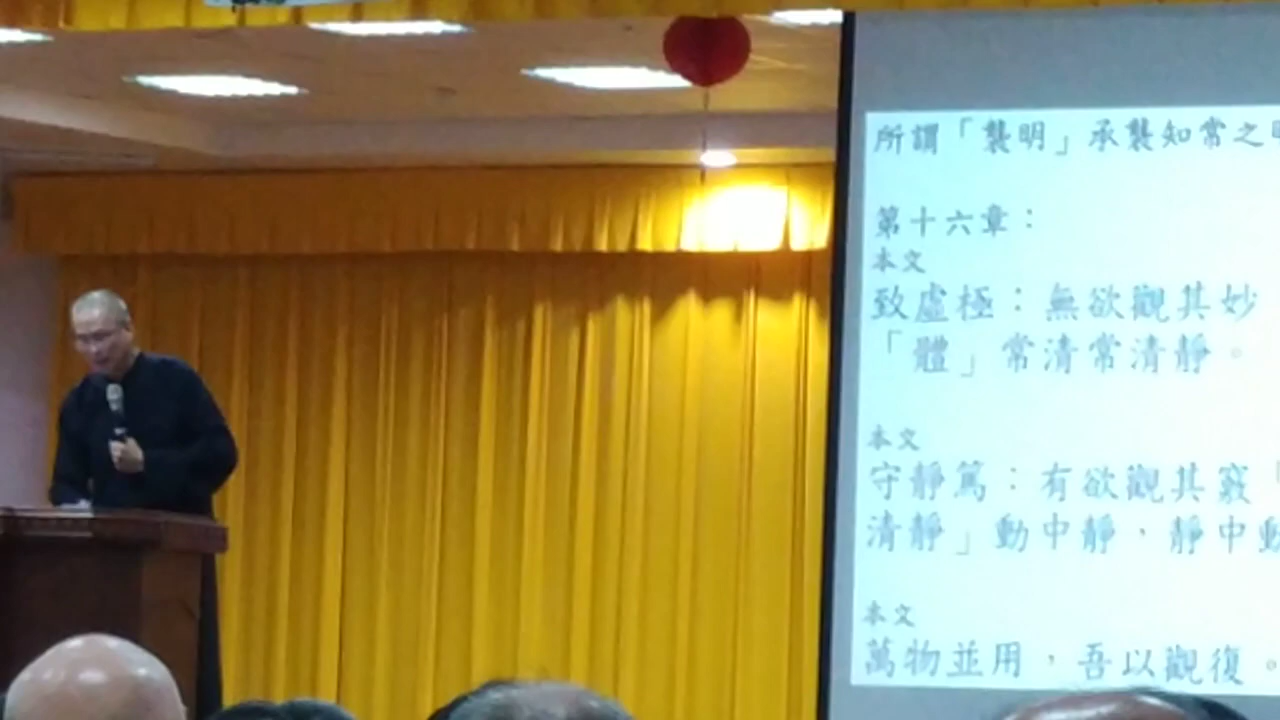 所謂「襲明」承襲知常之
第十六章：
本文
致虛極：無欲觀其妙
「體」常清常清靜。
本文
守靜篤：有欲觀其竅「
清靜」動中靜，靜中動
本文
萬物並用，吾以觀復。